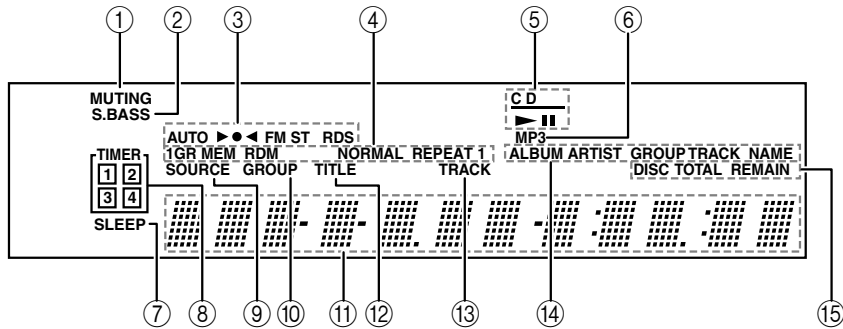 ① ② ③ ④ ⑤ ⑥
MUTING
S.BASS
CD
AUTO ►●◄ FM ST RDS
MP3
1GR MEM RDM NORMAL REPEAT 1
ALBUM ARTIST GROUP TRACK NAME
TIMER
1 2
3 4
SOURCE GROUP TITLE TRACK
DISC TOTAL REMAIN
SLEEP
⑦ ⑧ ⑨ ⑩ ⑪ ⑫ ⑬ ⑭ ⑮